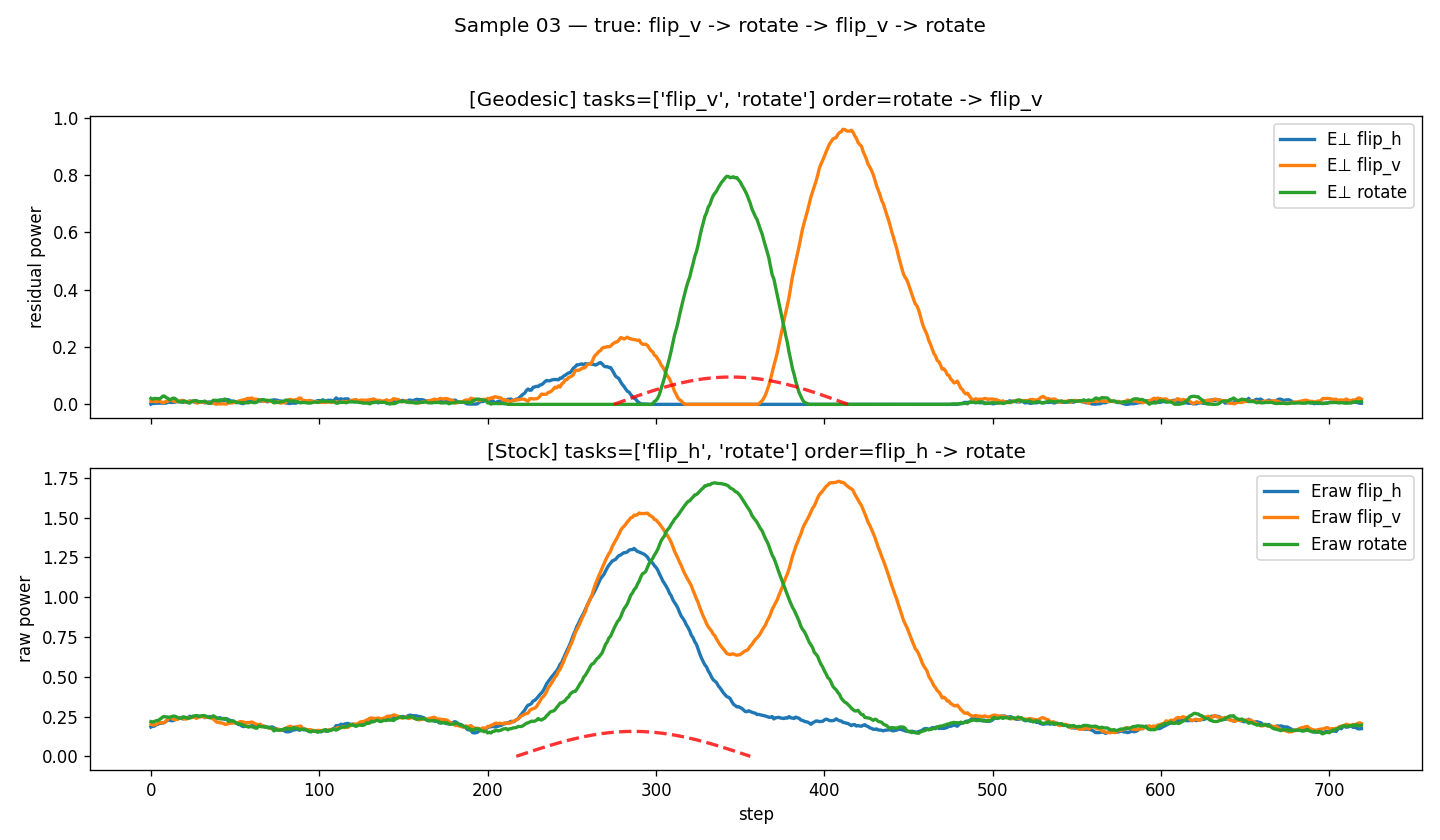 Sample 03 — true: flip_v -> rotate -> flip_v -> rotate
[Geodesic] tasks=['flip_v', 'rotate'] order=rotate -> flip_v
residual power
1.0
0.8
0.6
0.4
0.2
0.0
E⊥ flip_h
E⊥ flip_v
E⊥ rotate
[Stock] tasks=['flip_h', 'rotate'] order=flip_h -> rotate
raw power
1.75
1.50
1.25
1.00
0.75
0.50
0.25
0.00
Eraw flip_h
Eraw flip_v
Eraw rotate
0 100 200 300 400 500 600 700
step